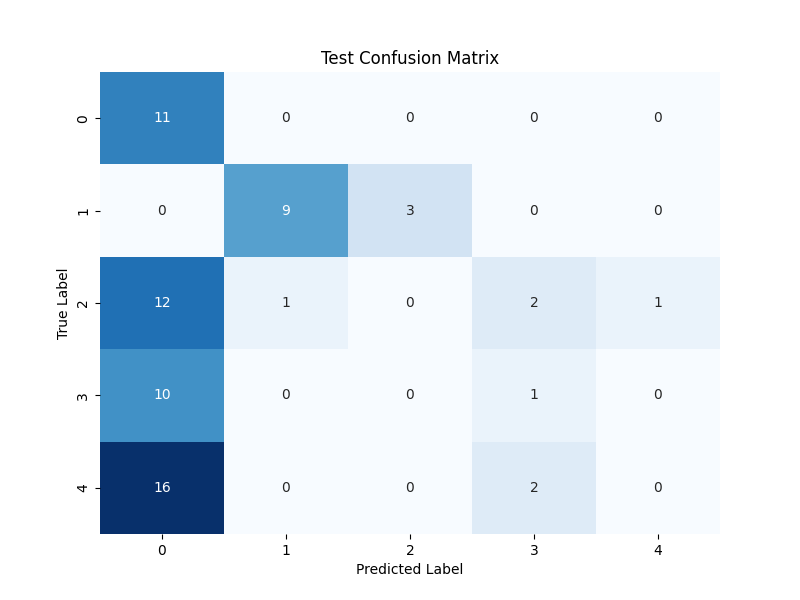 Test Confusion Matrix
True Label
0 11 0 0 0 0
1 0 9 3 0 0
2 12 1 0 2 1
3 10 0 0 1 0
4 16 0 0 2 0
0 1 2 3 4
Predicted Label